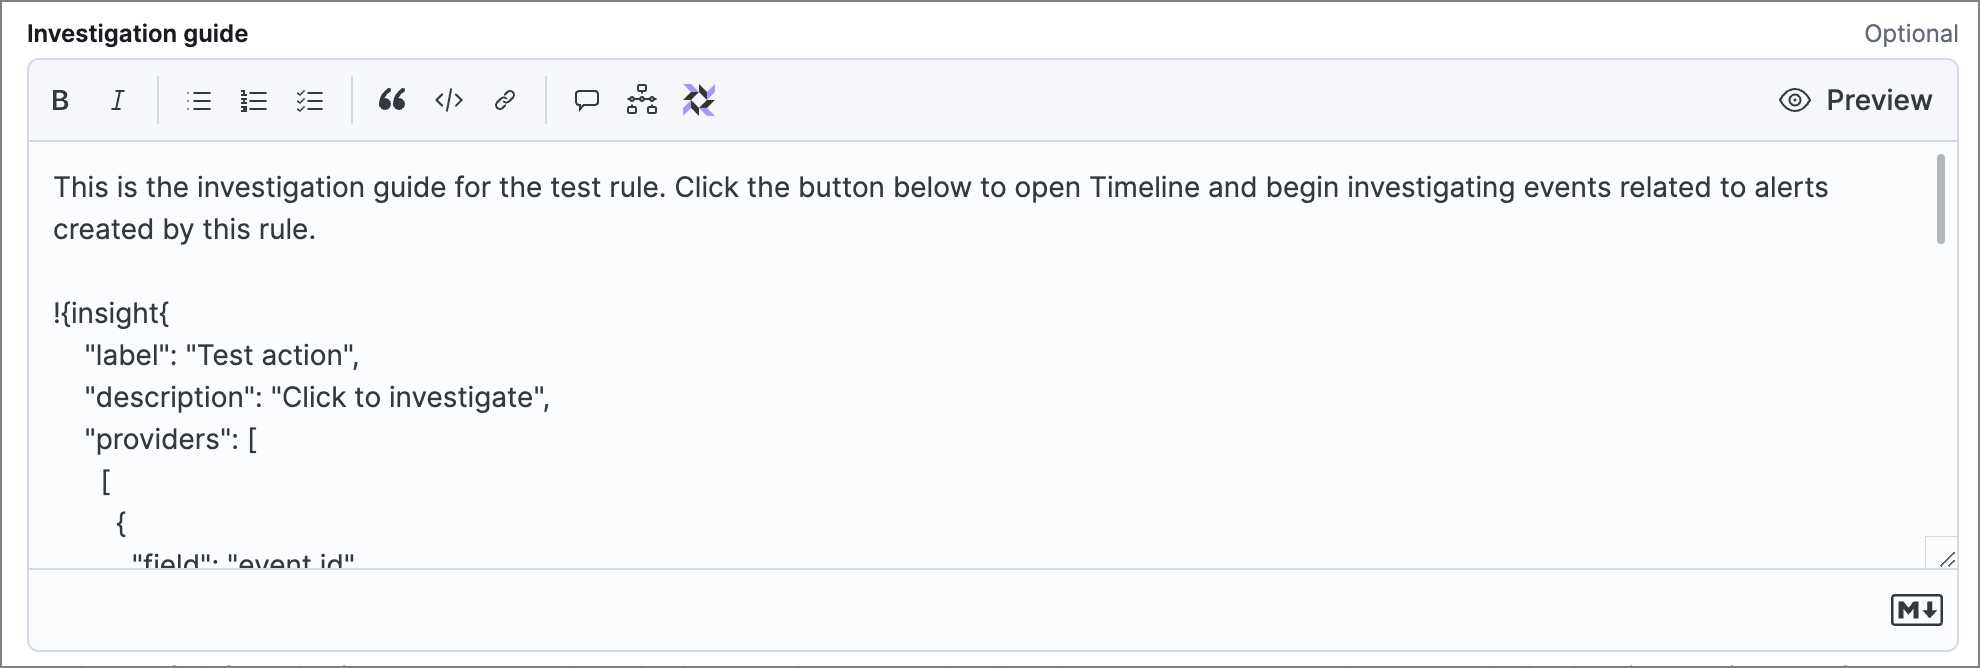 Investigation guide
Optional
B I
Preview
This is the investigation guide for the test rule. Click the button below to open Timeline and begin investigating events related to alerts
created by this rule.
!{insight{
"label": "Test action",
"description": "Click to investigate",
"providers": [
[
{
"field": "event.id"
M